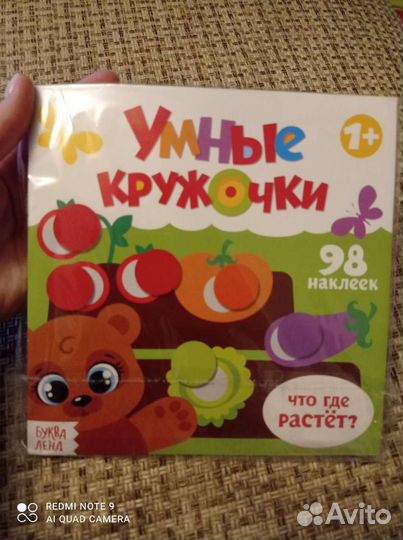 УМНЫЕ
КРУЖОЧКИ
1+
98
наклеек
БУКВА
ЛЕНД
ЧТО ГДЕ
РАСТЁТ?
REDMI NOTE 9
AI QUAD CAMERA
Avito